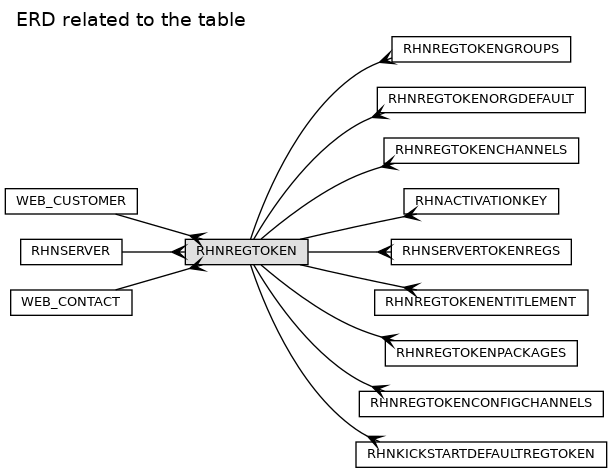 ERD related to the table
RHNREGTOKENGROUPS
RHNREGTOKENORGDEFAULT
RHNREGTOKENCHANNELS
WEB_CUSTOMER
RHNACTIVATIONKEY
RHNSERVER
RHNREGTOKEN
RHNSERVERTOKENREGS
WEB_CONTACT
RHNREGTOKENENTITLEMENT
RHNREGTOKENPACKAGES
RHNREGTOKENCONFIGCHANNELS
RHNKICKSTARTDEFAULTREGTOKEN